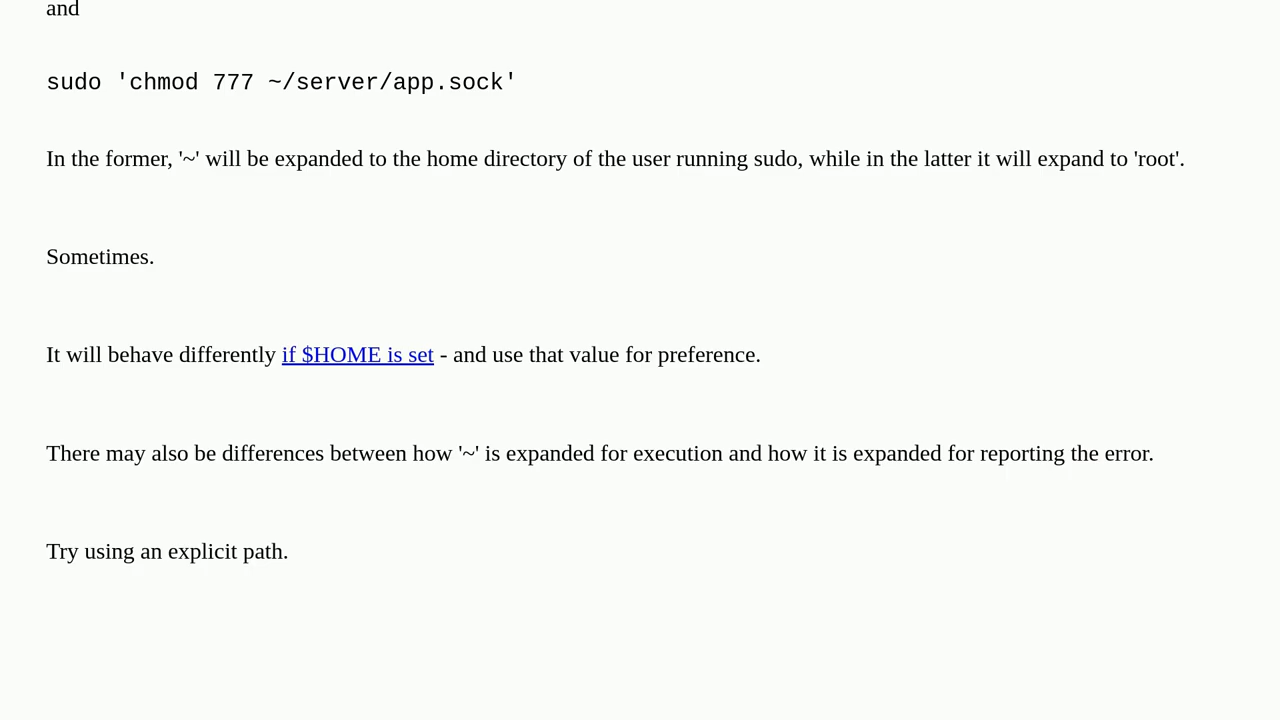 and
sudo 'chmod 777 ~/server/app.sock'
In the former, '~' will be expanded to the home directory of the user running sudo, while in the latter it will expand to 'root'.
Sometimes.
It will behave differently if $HOME is set - and use that value for preference.
There may also be differences between how '~' is expanded for execution and how it is expanded for reporting the error.
Try using an explicit path.